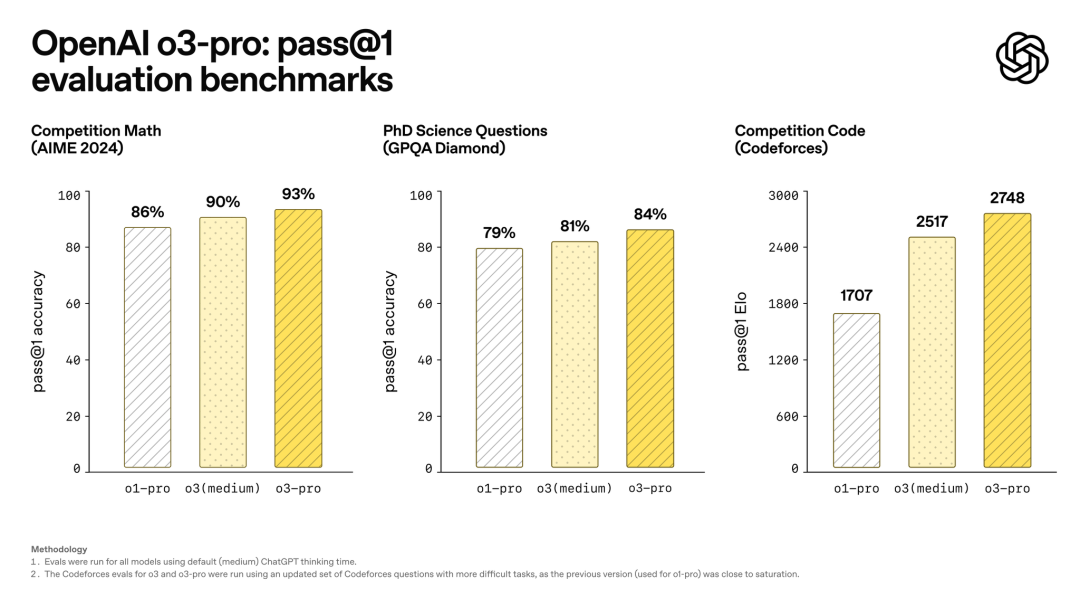 OpenAI o3-pro: pass@1
evaluation benchmarks
Competition Math
(AIME 2024)
pass@1 accuracy
100
80
60
40
20
0
86%
90%
93%
o1-pro
o3(medium)
o3-pro
PhD Science Questions
(GPQA Diamond)
pass@1 accuracy
100
80
60
40
20
0
79%
81%
84%
o1-pro
o3(medium)
o3-pro
Competition Code
(Codeforces)
pass@1 Elo
3000
2400
1800
1200
600
0
1707
2517
2748
o1-pro
o3(medium)
o3-pro
Methodology
1. Evals were run for all models using default (medium) ChatGPT thinking time.
2. The Codeforces evals for o3 and o3-pro were run using an updated set of Codeforces questions with more difficult tasks, as the previous version (used for o1-pro) was close to saturation.